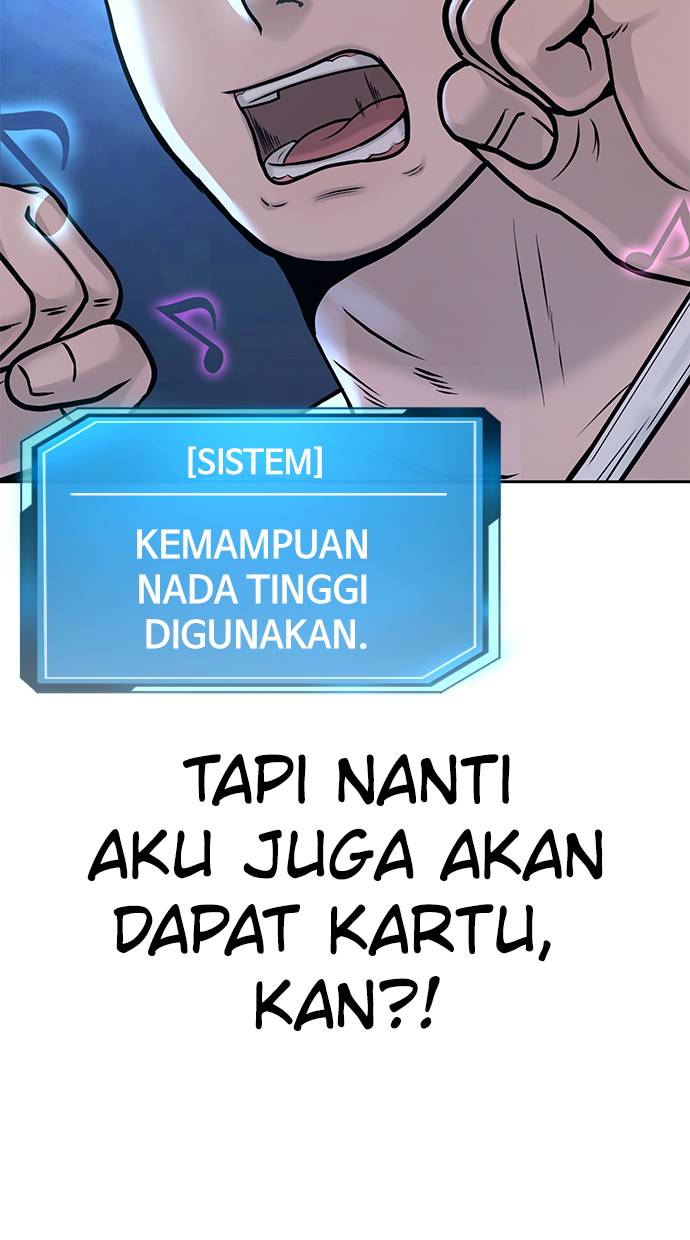 [SISTEM]
KEMAMPUAN
NADA TINGGI
DIGUNAKAN.
TAPI NANTI
AKU JUGA AKAN
DAPAT KARTU,
KAN?!